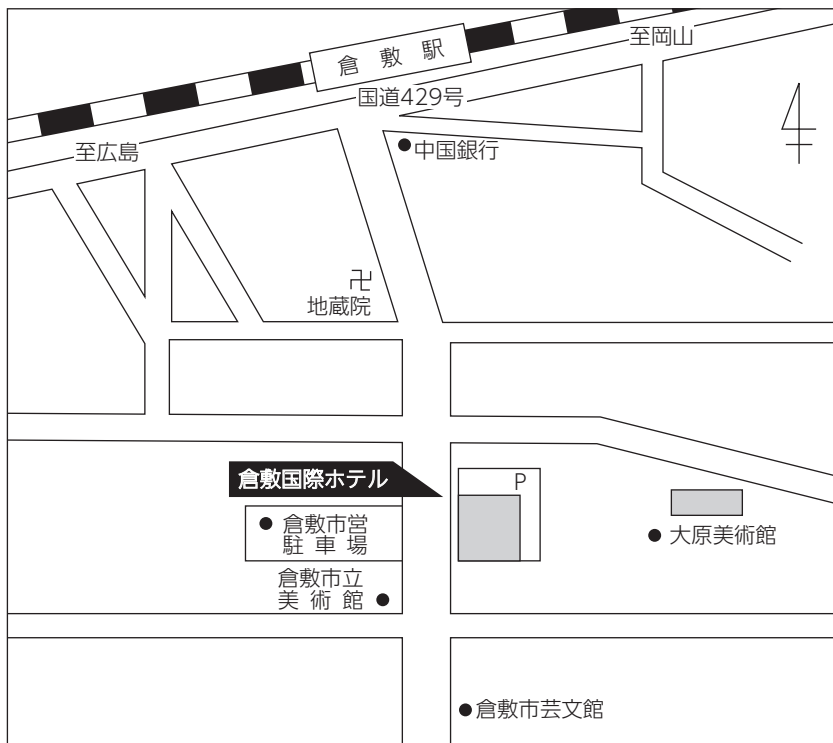 倉敷駅
至岡山
国道429号
至広島
中国銀行
卍
地蔵院
倉敷国際ホテル
P
倉敷市営
駐車場
大原美術館
倉敷市立
美術館
倉敷市芸文館